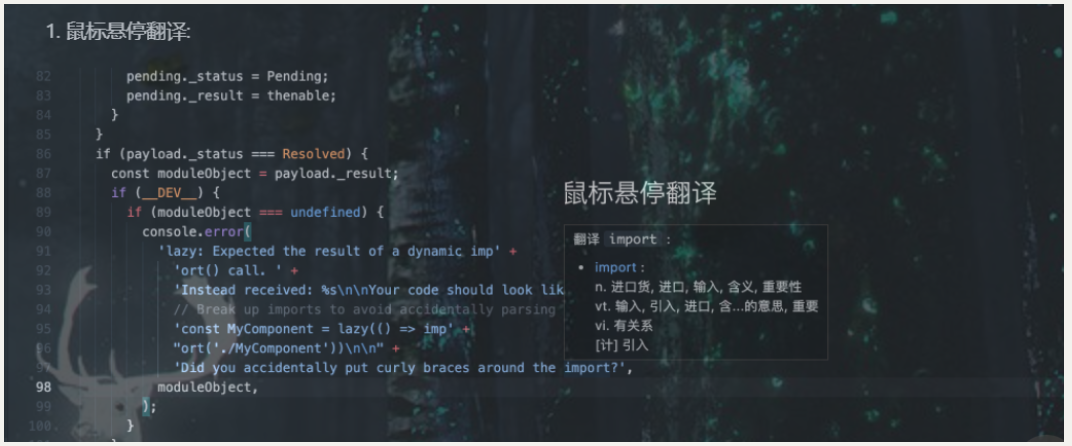 1. 鼠标悬停翻译:
82 pending._status = Pending;
83 pending._result = thenable;
84 }
85 }
86 if (payload._status === Resolved) {
87 const moduleObject = payload._result;
88 if (__DEV__) {
89 if (moduleObject === undefined) {
90 console.error(
91 'lazy: Expected the result of a dynamic imp' +
92 'ort() call. ' +
93 'Instead received: %s\n\nYour code should look lik
94 // Break up imports to avoid accidentally parsing
95 'const MyComponent = lazy(() => imp' +
96 "ort('./MyComponent'))\n\n" +
97 'Did you accidentally put curly braces around the import?',
98 moduleObject,
99 );
100 }
鼠标悬停翻译
翻译 import :
• import :
n. 进口货, 进口, 输入, 含义, 重要性
vt. 输入, 引入, 进口, 含...的意思, 重要
vi. 有关系
[计] 引入